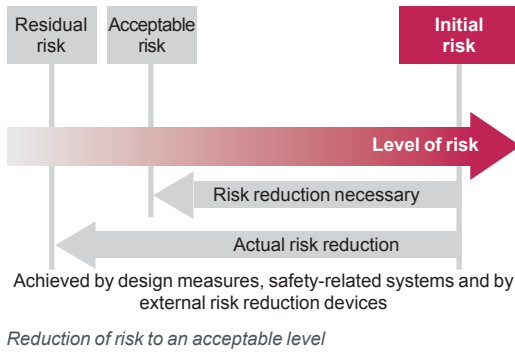 Residual
risk
Acceptable
risk
Initial
risk
Level of risk
Risk reduction necessary
Actual risk reduction
Achieved by design measures, safety-related systems and by
external risk reduction devices
Reduction of risk to an acceptable level